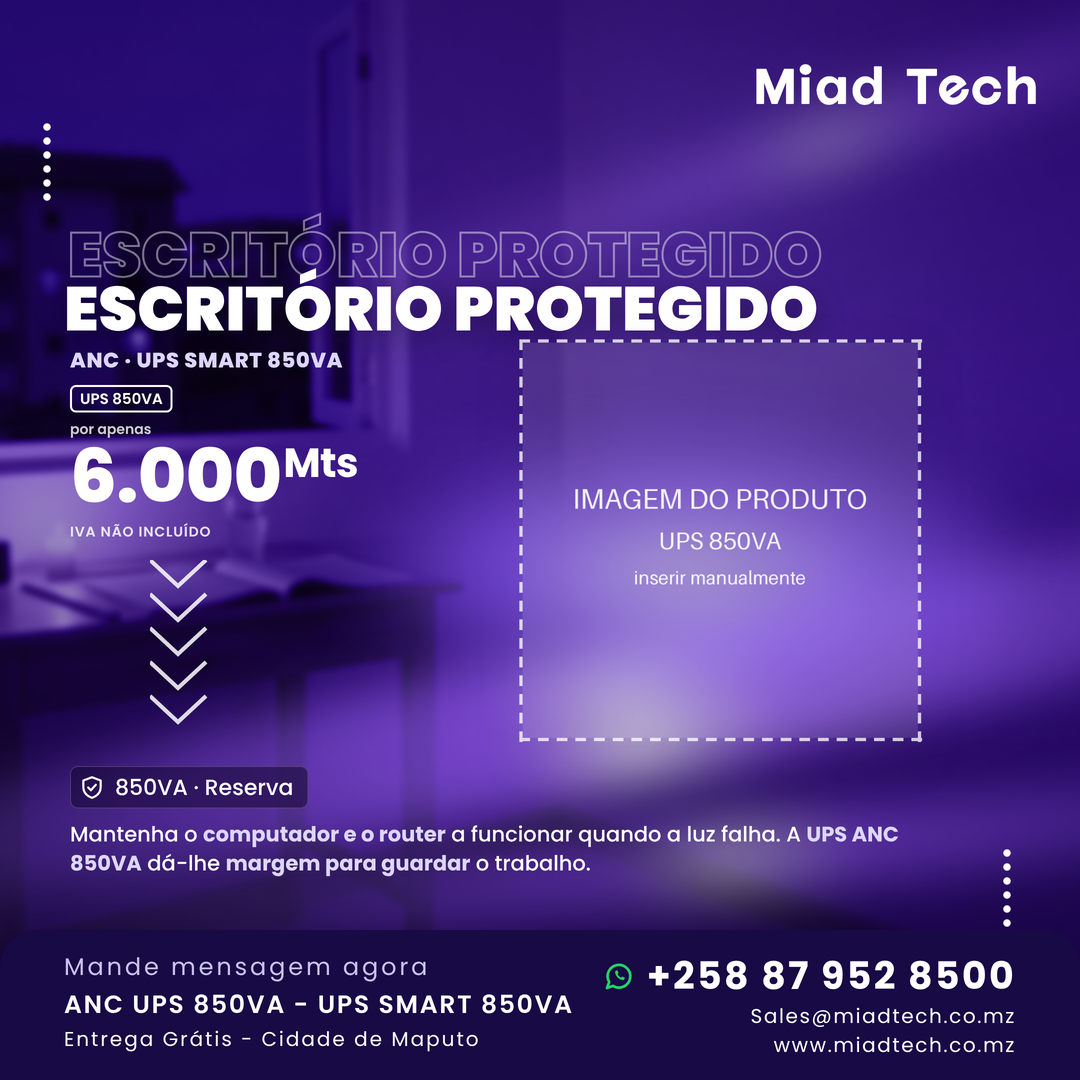 Miad Tech
ESCRITÓRIO PROTEGIDO
ESCRITÓRIO PROTEGIDO
ANC · UPS SMART 850VA
UPS 850VA
por apenas
6.000Mts
IVA NÃO INCLUÍDO
IMAGEM DO PRODUTO
UPS 850VA
inserir manualmente
850VA · Reserva
Mantenha o computador e o router a funcionar quando a luz falha. A UPS ANC
850VA dá-lhe margem para guardar o trabalho.
Mande mensagem agora
ANC UPS 850VA - UPS SMART 850VA
Entrega Grátis - Cidade de Maputo
+258 87 952 8500
Sales@miadtech.co.mz
www.miadtech.co.mz